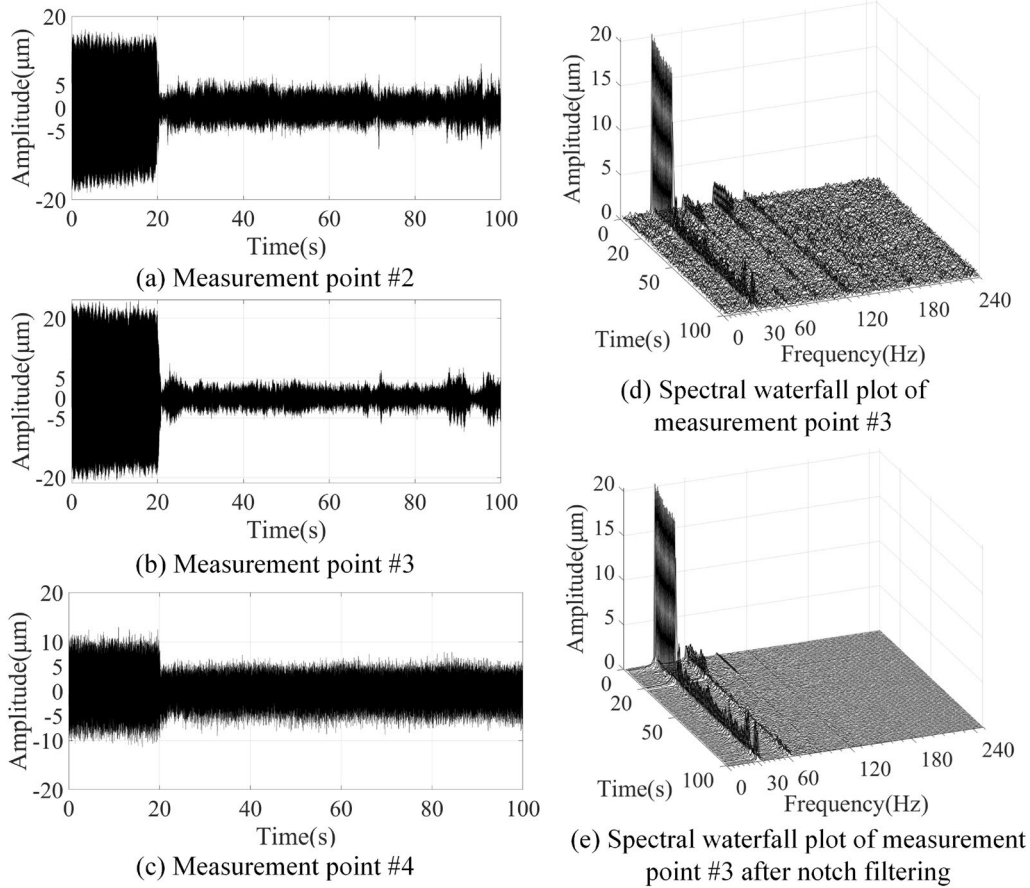 20
5
0
-5
-20
Amplitude(μm)
0 20 40 60 80 100
Time(s)
(a) Measurement point #2
20
5
0
-5
-20
Amplitude(μm)
0 20 40 60 80 100
Time(s)
(b) Measurement point #3
20
10
5
0
-5
-10
-20
Amplitude(μm)
0 20 40 60 80 100
Time(s)
(c) Measurement point #4
20
15
10
5
0
Amplitude(μm)
0
20
50
100
Time(s)
0 30 60 120 180 240
Frequency(Hz)
(d) Spectral waterfall plot of
measurement point #3
20
15
10
5
0
Amplitude(μm)
0
20
50
100
Time(s)
0 30 60 120 180 240
Frequency(Hz)
(e) Spectral waterfall plot of measurement
point #3 after notch filtering